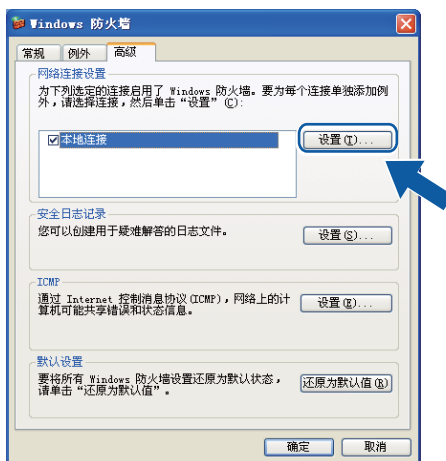 Windows 防火墙
常规 例外 高级
网络连接设置
为下列选定的连接启用了 Windows 防火墙。要为每个连接单独添加例
外，请选择连接，然后单击“设置”(C):
本地连接
设置(T)...
安全日志记录
您可以创建用于疑难解答的日志文件。
设置(S)...
ICMP
通过 Internet 控制消息协议(ICMP)，网络上的计
算机可能共享错误和状态信息。
设置(E)...
默认设置
要将所有 Windows 防火墙设置还原为默认状态，
请单击“还原为默认值”。
还原为默认值(R)
确定 取消